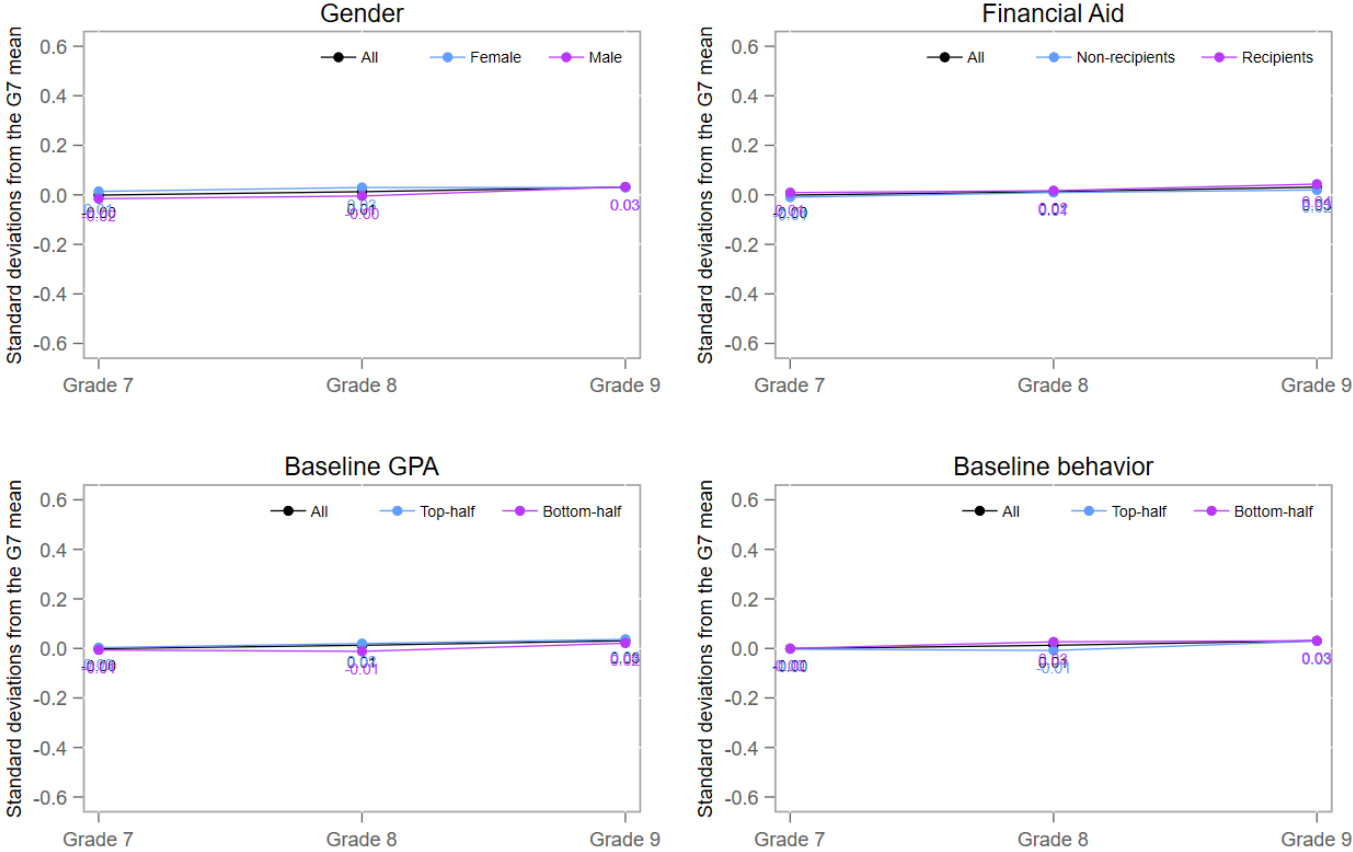 Gender
Standard deviations from the G7 mean
All Female Male
0.6
0.4
0.2
0.0
-0.2
-0.4
-0.6
-0.02
-0.00
0.03
Grade 7 Grade 8 Grade 9
Financial Aid
Standard deviations from the G7 mean
All Non-recipients Recipients
0.6
0.4
0.2
0.0
-0.2
-0.4
-0.6
Grade 7 Grade 8 Grade 9
Baseline GPA
Standard deviations from the G7 mean
All Top-half Bottom-half
0.6
0.4
0.2
0.0
-0.2
-0.4
-0.6
-0.01
Grade 7 Grade 8 Grade 9
Baseline behavior
Standard deviations from the G7 mean
All Top-half Bottom-half
0.6
0.4
0.2
0.0
-0.2
-0.4
-0.6
-0.01
0.03
Grade 7 Grade 8 Grade 9